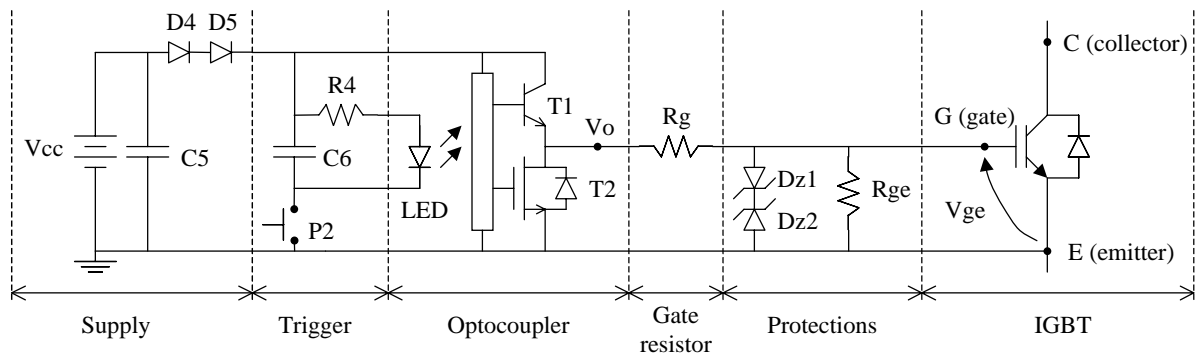 D4 D5
C (collector)
R4
T1
Rg
G (gate)
Vo
Vcc
C5
C6
Dz1
T2
Rge
LED
Vge
Dz2
P2
E (emitter)
Supply
Trigger
Optocoupler
Gate
resistor
Protections
IGBT